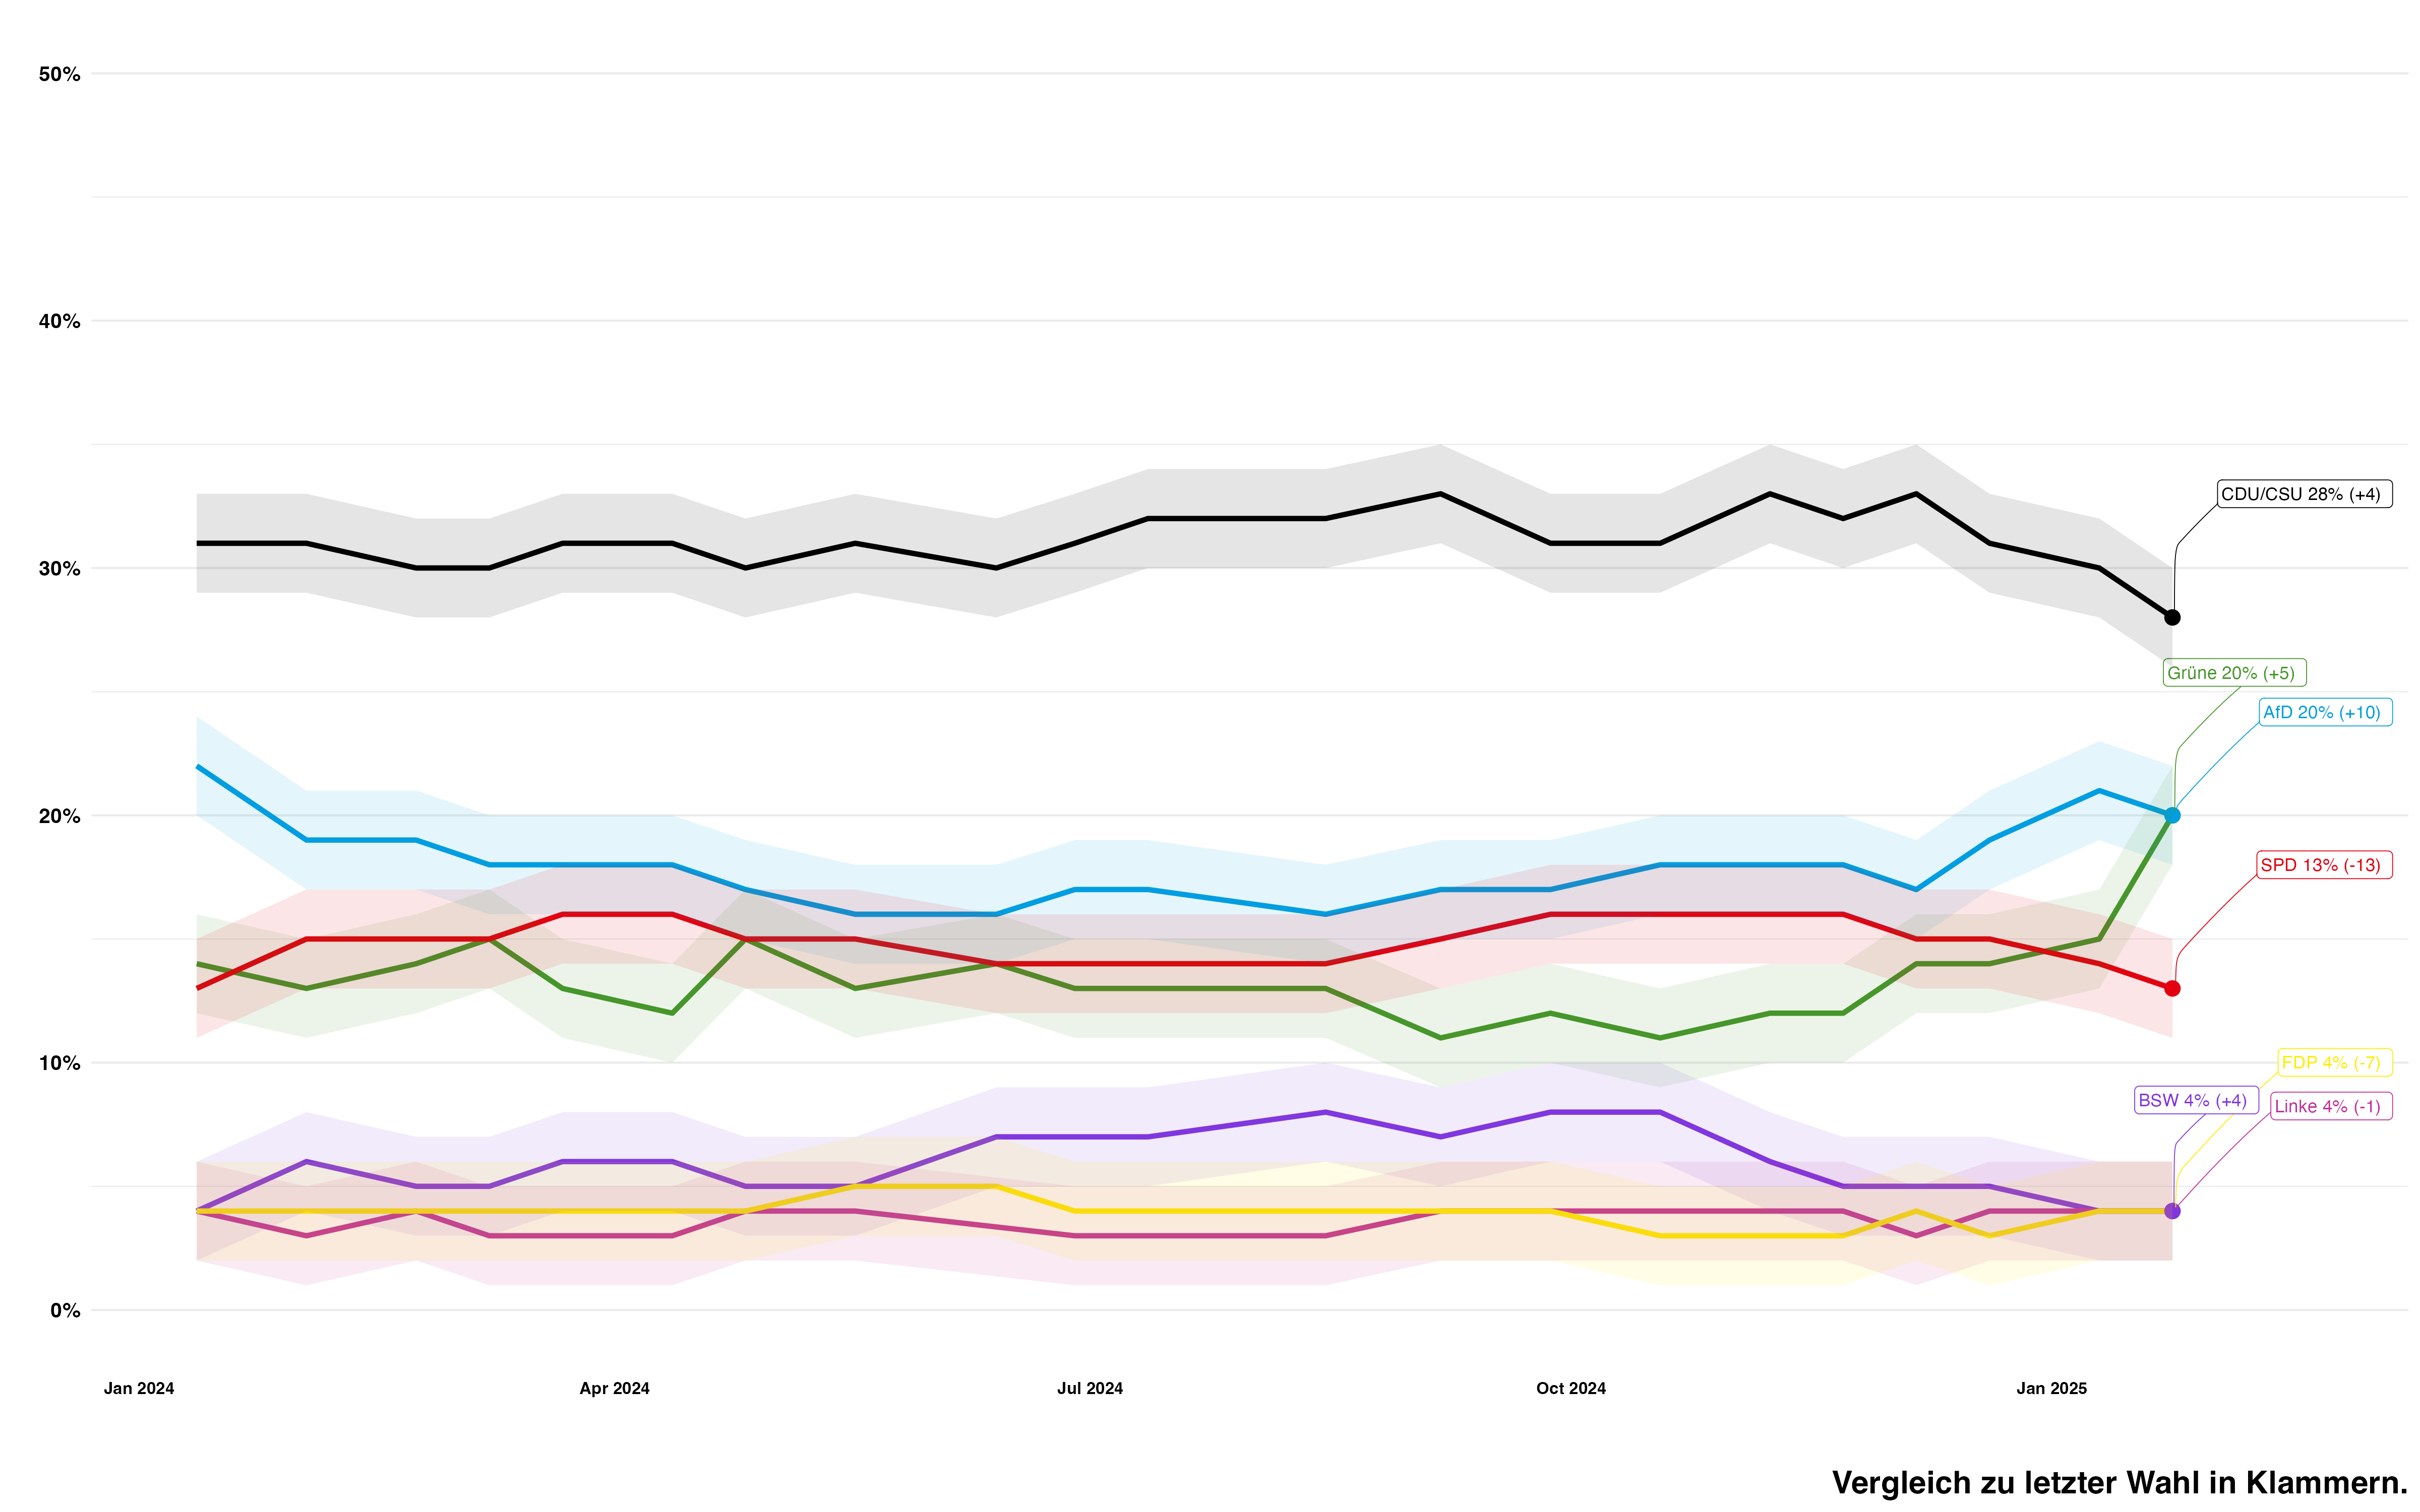 50%
40%
30%
20%
10%
0%
CDU/CSU 28% (+4)
Grüne 20% (+5)
AfD 20% (+10)
SPD 13% (-13)
FDP 4% (-7)
BSW 4% (+4)
Linke 4% (-1)
Jan 2024
Apr 2024
Jul 2024
Oct 2024
Jan 2025
Vergleich zu letzter Wahl in Klammern.